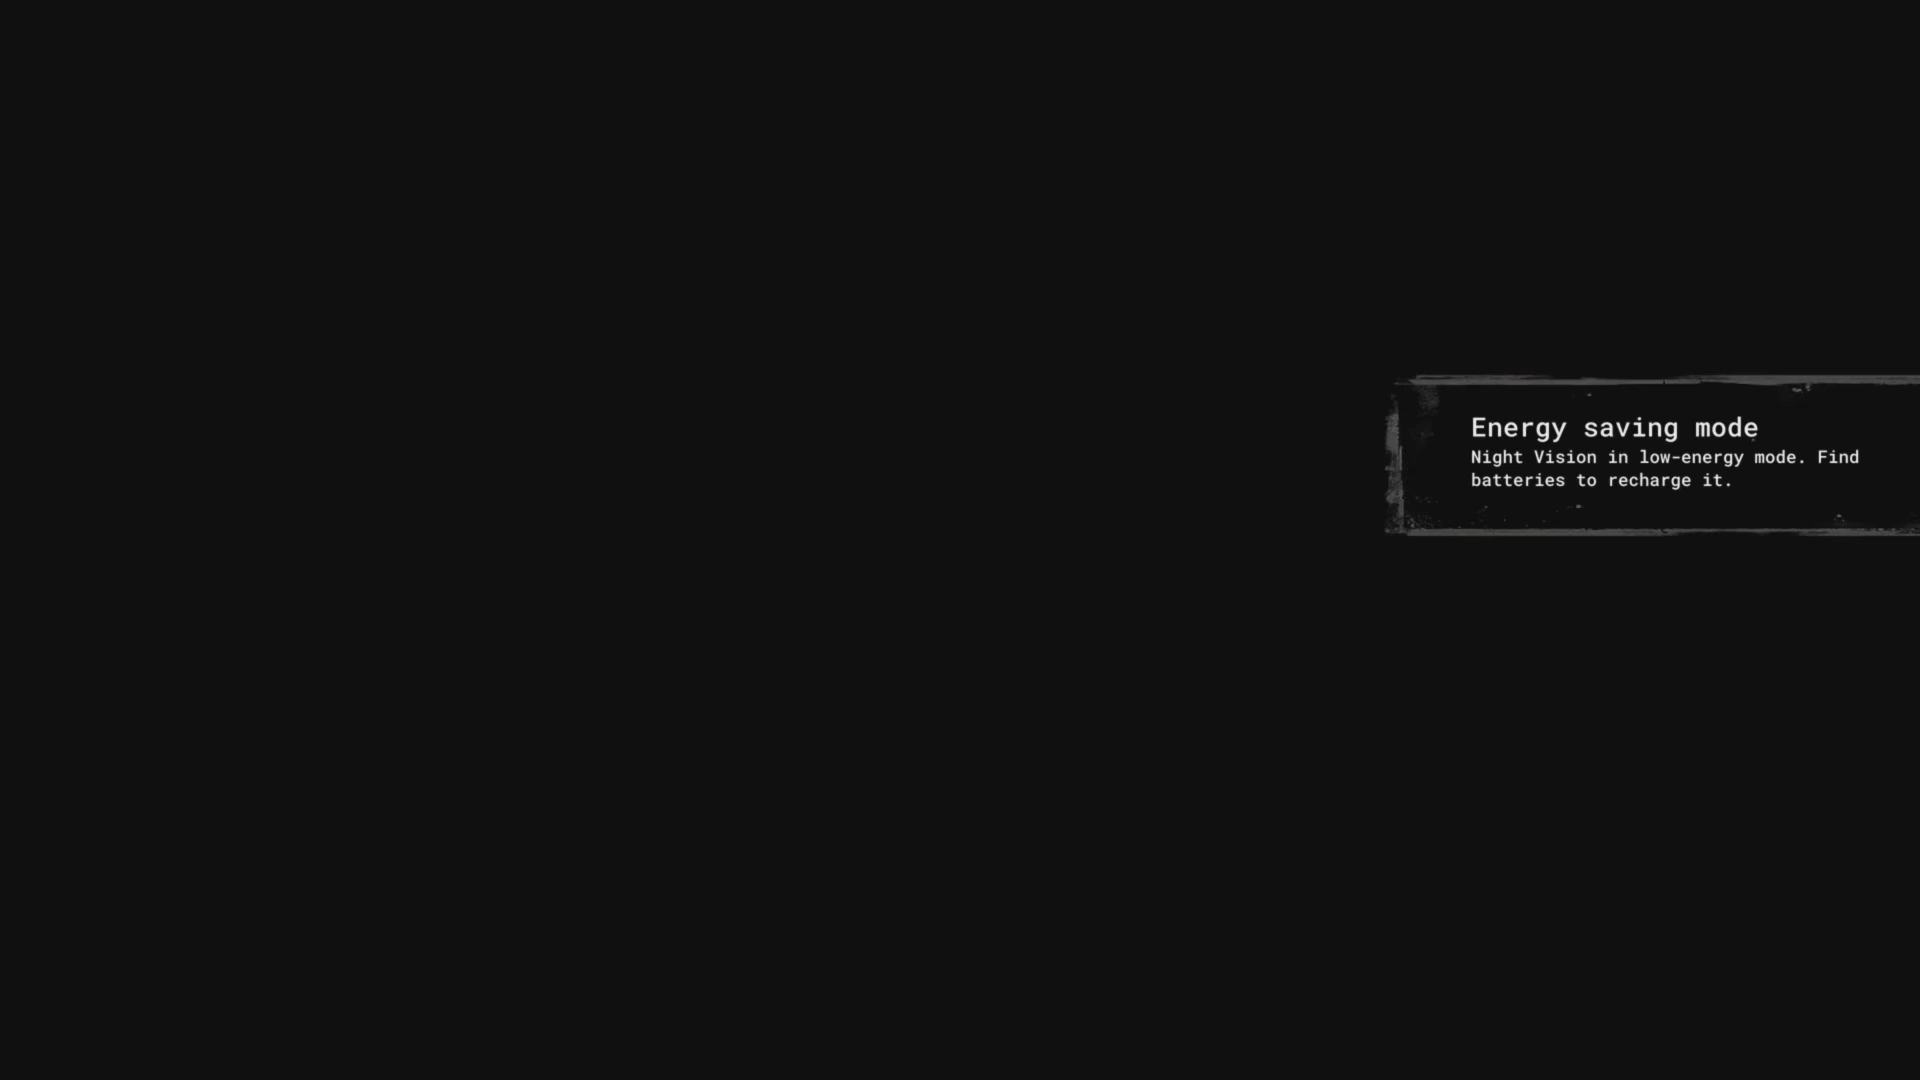 Energy saving mode
Night Vision in low-energy mode. Find
batteries to recharge it.